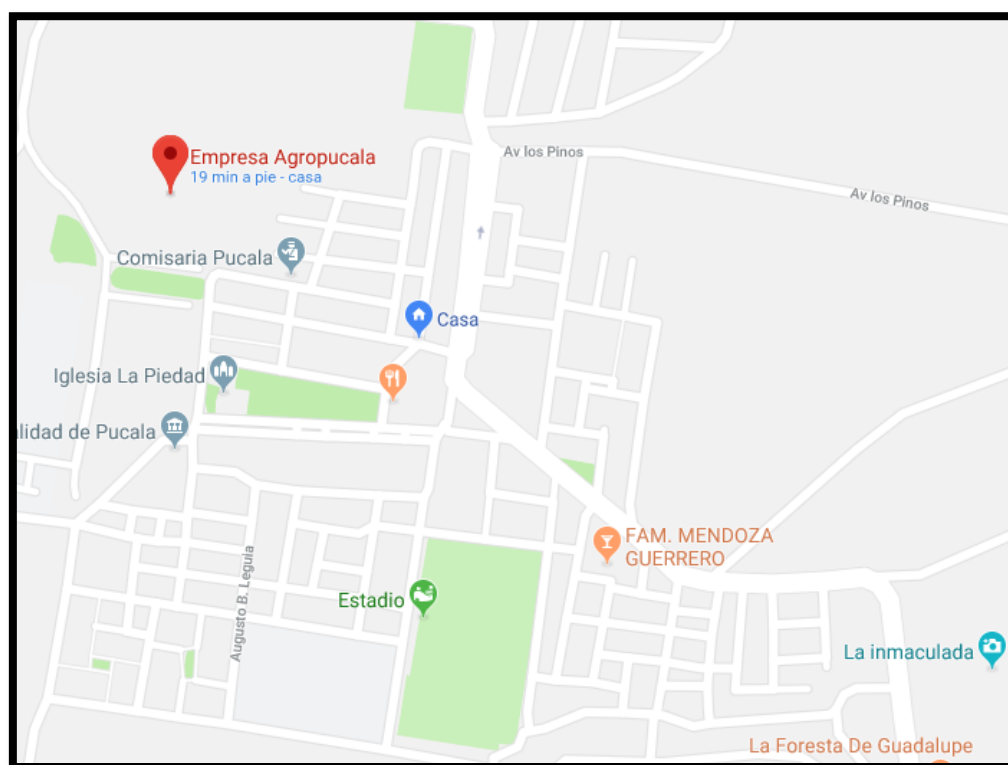 Av los Pinos
Empresa Agropucala
19 min a pie - casa
Av los Pinos
Comisaria Pucala
Casa
Iglesia La Piedad
lidad de Pucala
FAM. MENDOZA
GUERRERO
Augusto B. Leguia
Estadio
La inmaculada
La Foresta De Guadalupe